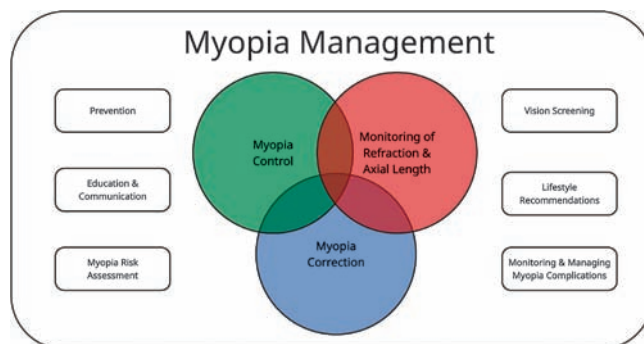 Myopia Management
Prevention
Education &
Communication
Myopia Risk
Assessment
Myopia
Control
Monitoring of
Refraction &
Axial Length
Myopia
Correction
Vision Screening
Lifestyle
Recommendations
Monitoring & Managing
Myopia Complications